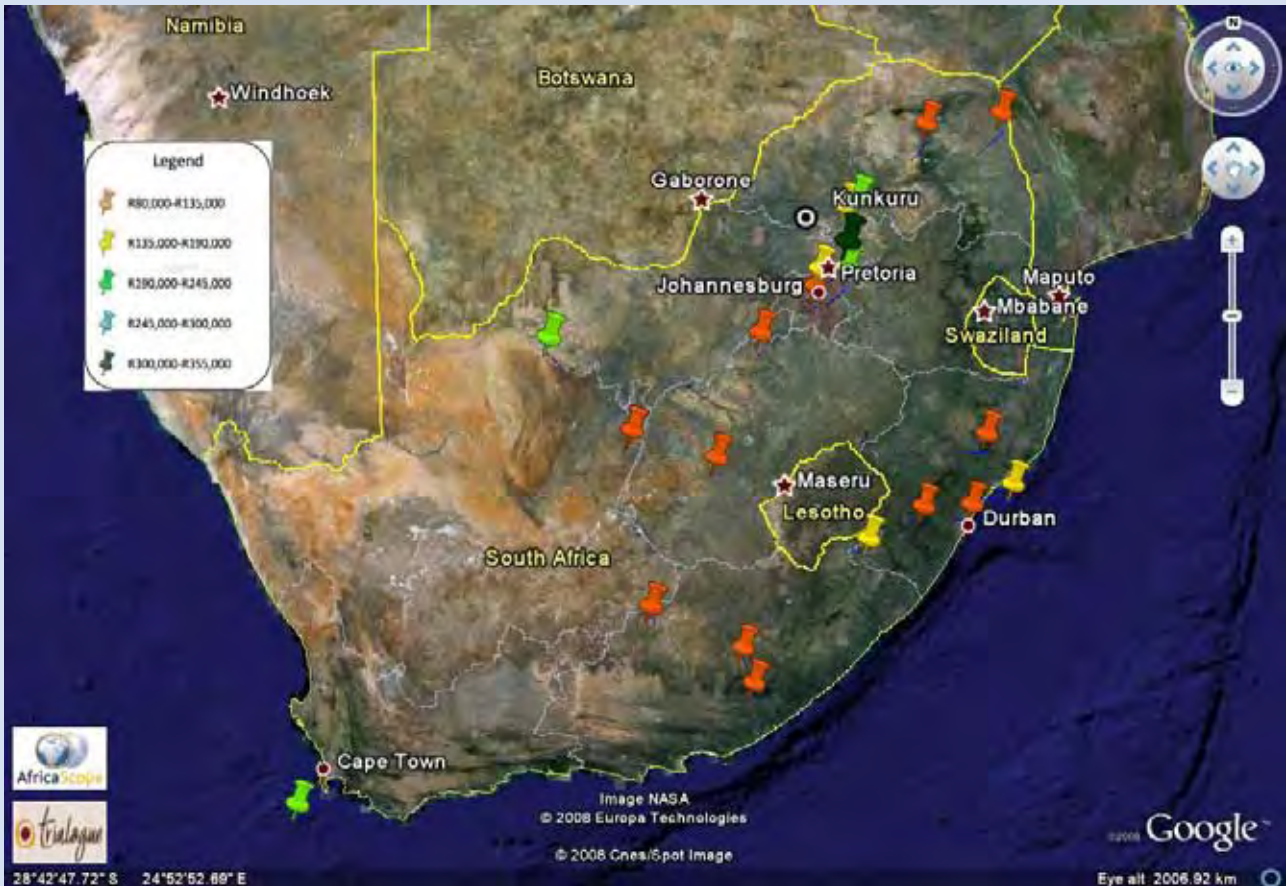 Namibia
Windhoek
Botswana
N
Legend
R80,000-R135,000
R135,000-R190,000
R190,000-R245,000
R245,000-R300,000
R300,000-R355,000
Gaborone
Kunkuru
Pretoria
Johannesburg
Maputo
Mbabane
Swaziland
Maseru
Lesotho
Durban
South Africa
Cape Town
AfricaScope
trialogue
Image NASA
© 2008 Europa Technologies
© 2008 Cnes/Spot Image
©2008 Google™
28°42'47.72" S 24°52'52.69" E
Eye alt 2006.92 km